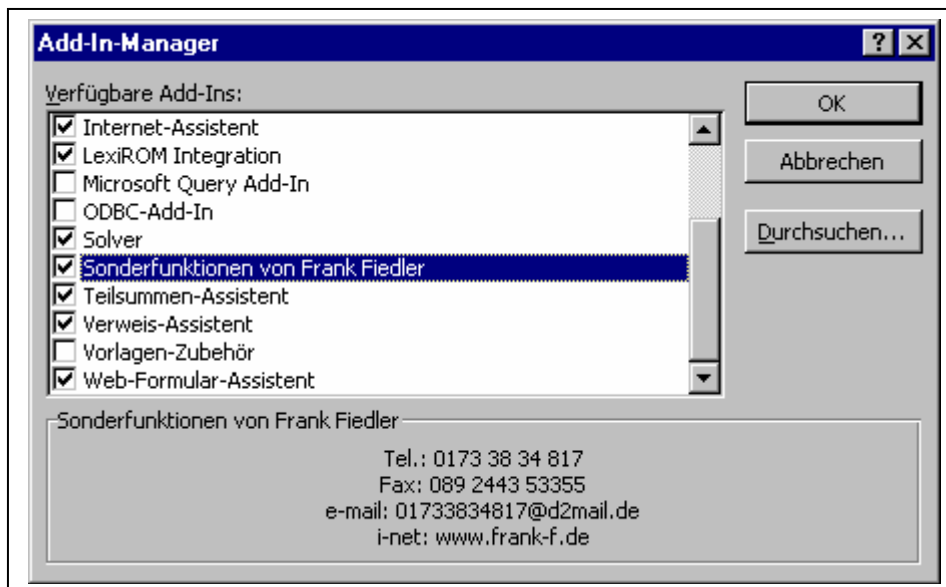 Add-In-Manager
Verfügbare Add-Ins:
Internet-Assistent
LexiROM Integration
Microsoft Query Add-In
ODBC-Add-In
Solver
Sonderfunktionen von Frank Fiedler
Teilsummen-Assistent
Verweis-Assistent
Vorlagen-Zubehör
Web-Formular-Assistent
OK
Abbrechen
Durchsuchen...
Sonderfunktionen von Frank Fiedler
Tel.: 0173 38 34 817
Fax: 089 2443 53355
e-mail: 01733834817@d2mail.de
i-net: www.frank-f.de